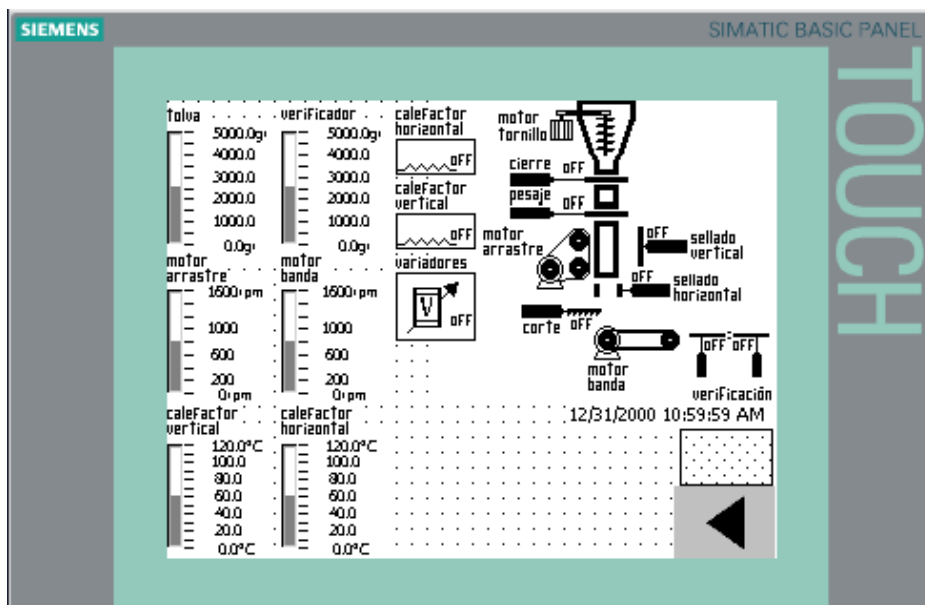 SIEMENS
SIMATIC BASIC PANEL
TOUCH
tolva
5000.0gr
4000.0
3000.0
2000.0
1000.0
0.0gr
verificador
5000.0gr
4000.0
3000.0
2000.0
1000.0
0.0gr
calefactor
horizontal
OFF
calefactor
vertical
OFF
variadores
V
OFF
motor
arrastre
1600rpm
1000
600
200
0rpm
motor
banda
1600rpm
1000
600
200
0rpm
calefactor
vertical
120.0°C
100.0
80.0
60.0
40.0
20.0
0.0°C
calefactor
horizontal
120.0°C
100.0
80.0
60.0
40.0
20.0
0.0°C
motor
tornillo
cierre OFF
pesaje OFF
motor
arrastre
OFF
sellado
vertical
OFF
sellado
horizontal
corte OFF
motor
banda
OFF OFF
verificación
12/31/2000 10:59:59 AM